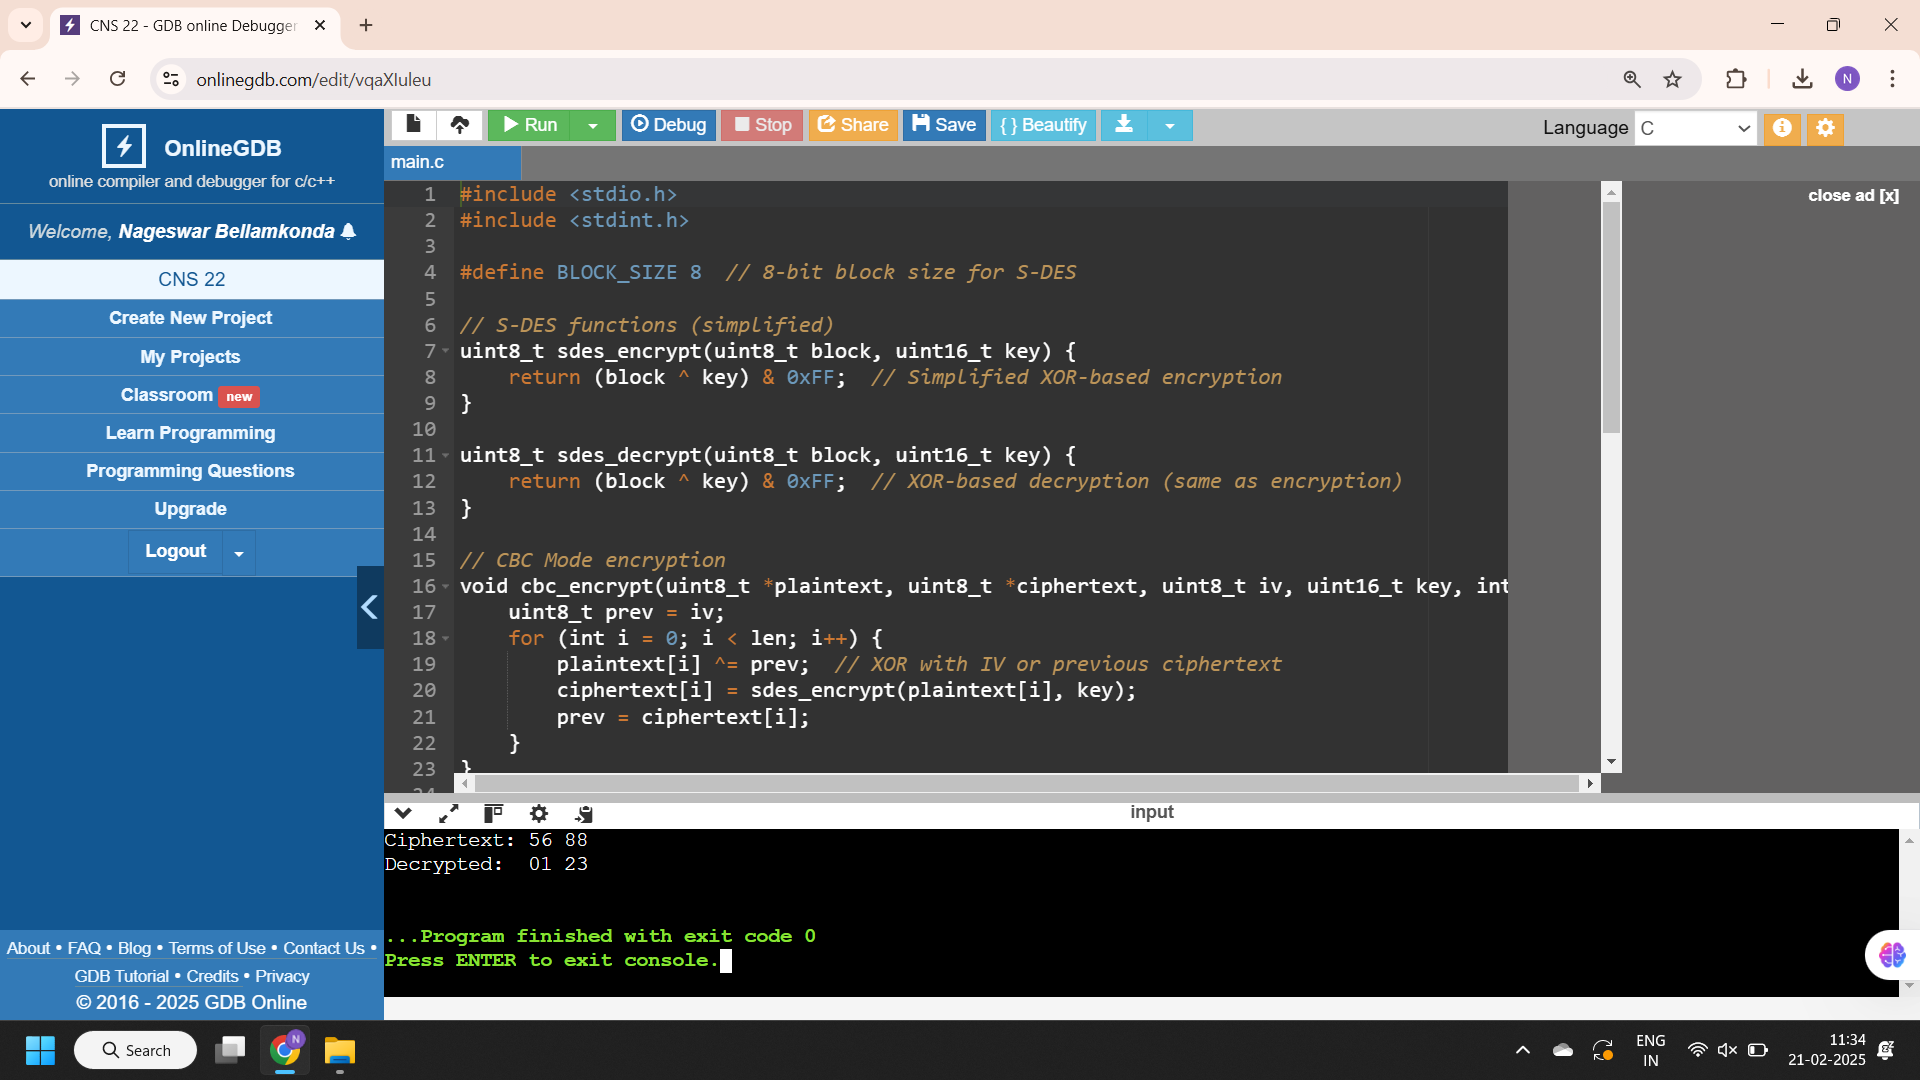 CNS 22 - GDB online Debugger
onlinegdb.com/edit/vqaXIuleu
N
OnlineGDB
online compiler and debugger for c/c++
Welcome, Nageswar Bellamkonda
CNS 22
Create New Project
My Projects
Classroom new
Learn Programming
Programming Questions
Upgrade
Logout
About • FAQ • Blog • Terms of Use • Contact Us •
GDB Tutorial • Credits • Privacy
© 2016 - 2025 GDB Online
Run
Debug
Stop
Share
Save
{ } Beautify
Language C
main.c
close ad [x]
1 #include <stdio.h>
2 #include <stdint.h>
3
4 #define BLOCK_SIZE 8  // 8-bit block size for S-DES
5
6 // S-DES functions (simplified)
7 uint8_t sdes_encrypt(uint8_t block, uint16_t key) {
8     return (block ^ key) & 0xFF;  // Simplified XOR-based encryption
9 }
10
11 uint8_t sdes_decrypt(uint8_t block, uint16_t key) {
12     return (block ^ key) & 0xFF;  // XOR-based decryption (same as encryption)
13 }
14
15 // CBC Mode encryption
16 void cbc_encrypt(uint8_t *plaintext, uint8_t *ciphertext, uint8_t iv, uint16_t key, int
17     uint8_t prev = iv;
18     for (int i = 0; i < len; i++) {
19         plaintext[i] ^= prev;  // XOR with IV or previous ciphertext
20         ciphertext[i] = sdes_encrypt(plaintext[i], key);
21         prev = ciphertext[i];
22     }
23 }
input
Ciphertext: 56 88
Decrypted:  01 23
...Program finished with exit code 0
Press ENTER to exit console.
Search
N
ENG
IN
11:34
21-02-2025